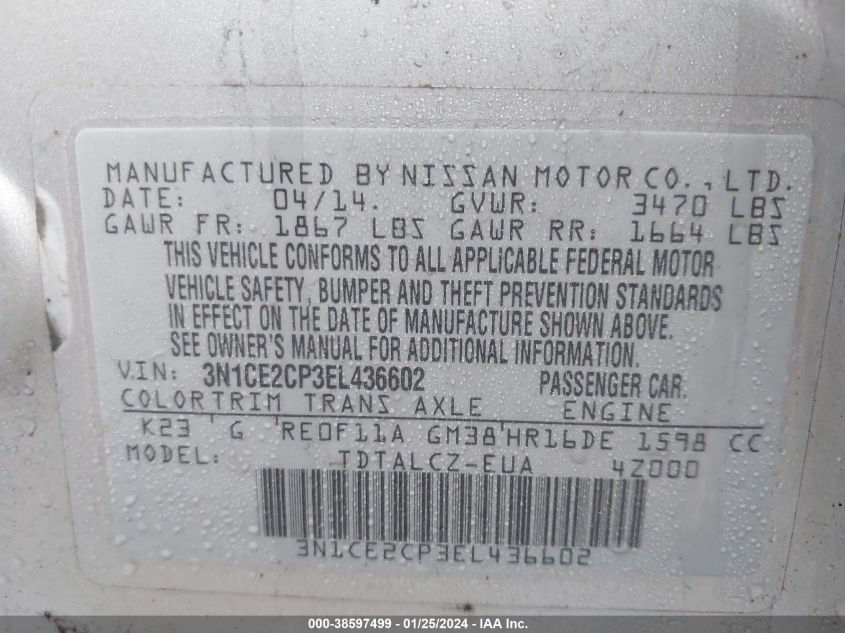 MANUFACTURED BY NISSAN MOTOR CO., LTD.
DATE: 04/14. GVWR: 3470 LBS
GAWR FR: 1867 LBS GAWR RR: 1664 LBS
THIS VEHICLE CONFORMS TO ALL APPLICABLE FEDERAL MOTOR
VEHICLE SAFETY, BUMPER AND THEFT PREVENTION STANDARDS
IN EFFECT ON THE DATE OF MANUFACTURE SHOWN ABOVE.
SEE OWNER'S MANUAL FOR ADDITIONAL INFORMATION.
VIN: 3N1CE2CP3EL436602 PASSENGER CAR.
COLORTRIM TRANS AXLE ENGINE
K23 ' G 'RE0F11A GM38'HR16DE 1598 CC
MODEL: TDTALCZ-EUA 4Z000
3N1CE2CP3EL436602
000-38597499 - 01/25/2024 - IAA Inc.